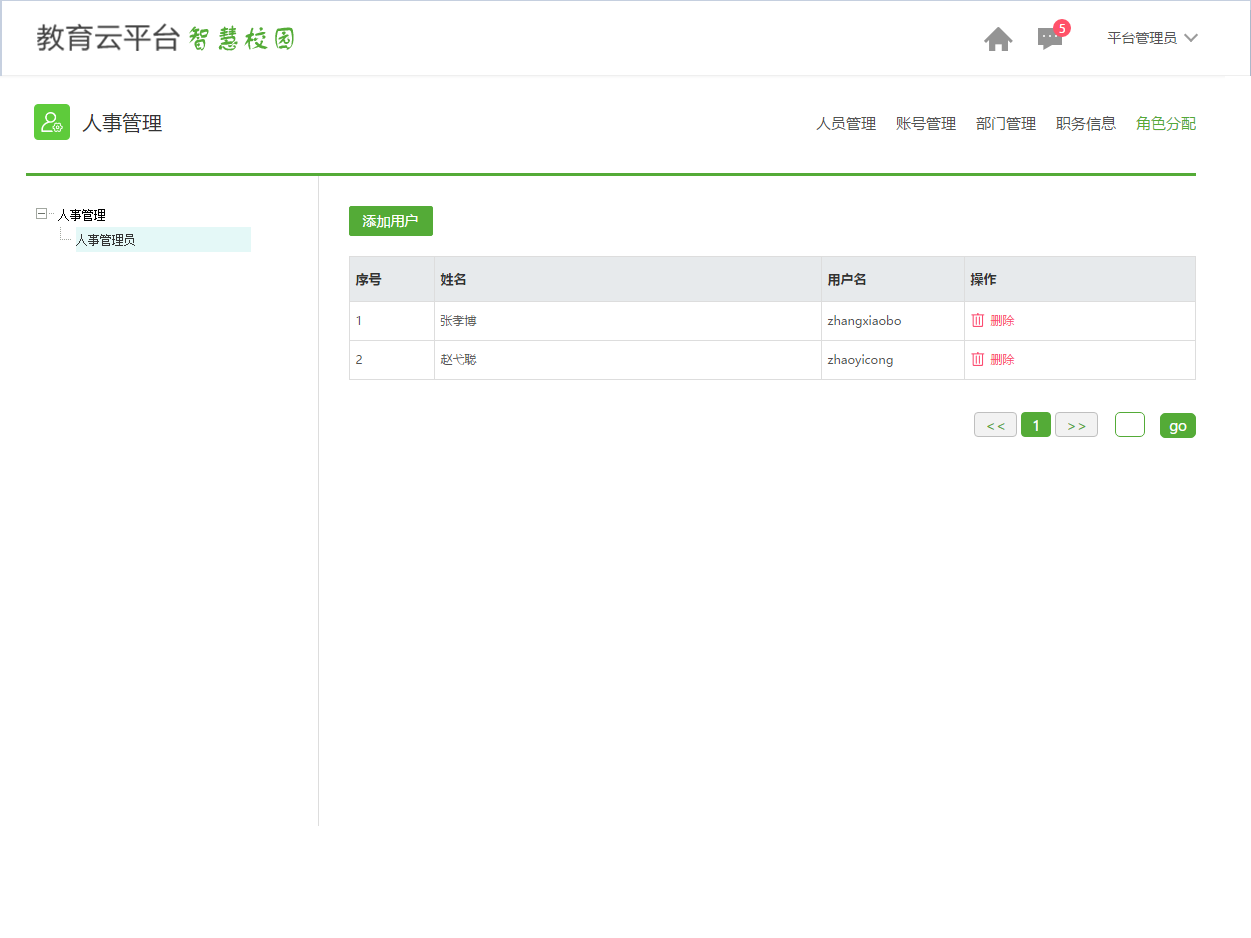 教育云平台 智慧校园
5
平台管理员
人事管理
人员管理 账号管理 部门管理 职务信息 角色分配
人事管理
人事管理员
添加用户
序号 姓名 用户名 操作
1 张孝博 zhangxiaobo 删除
2 赵弋聪 zhaoyicong 删除
<< 1 >> go